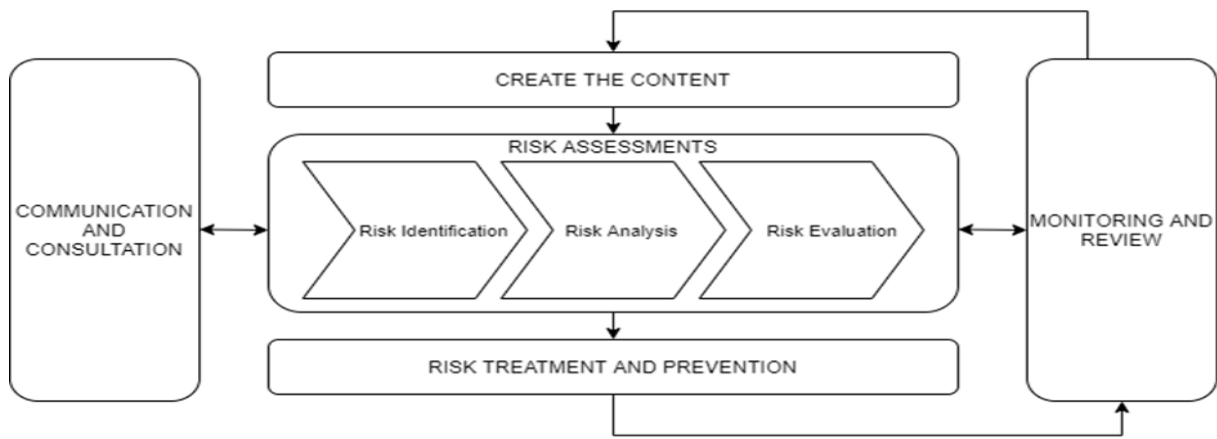 CREATE THE CONTENT
COMMUNICATION
AND
CONSULTATION
RISK ASSESSMENTS
Risk Identification
Risk Analysis
Risk Evaluation
MONITORING AND
REVIEW
RISK TREATMENT AND PREVENTION